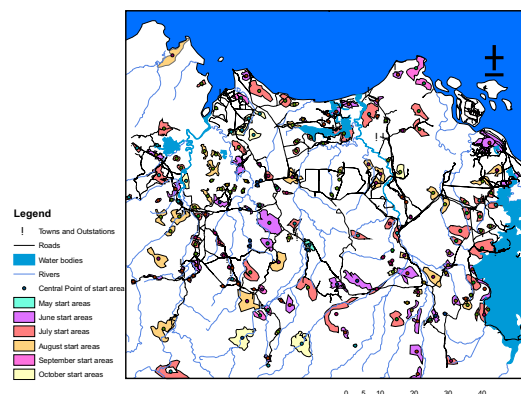 Legend
! Towns and Outstations
Roads
Water bodies
Rivers
Central Point of start area
May start areas
June start areas
July start areas
August start areas
September start areas
October start areas
0 5 10 20 30 40